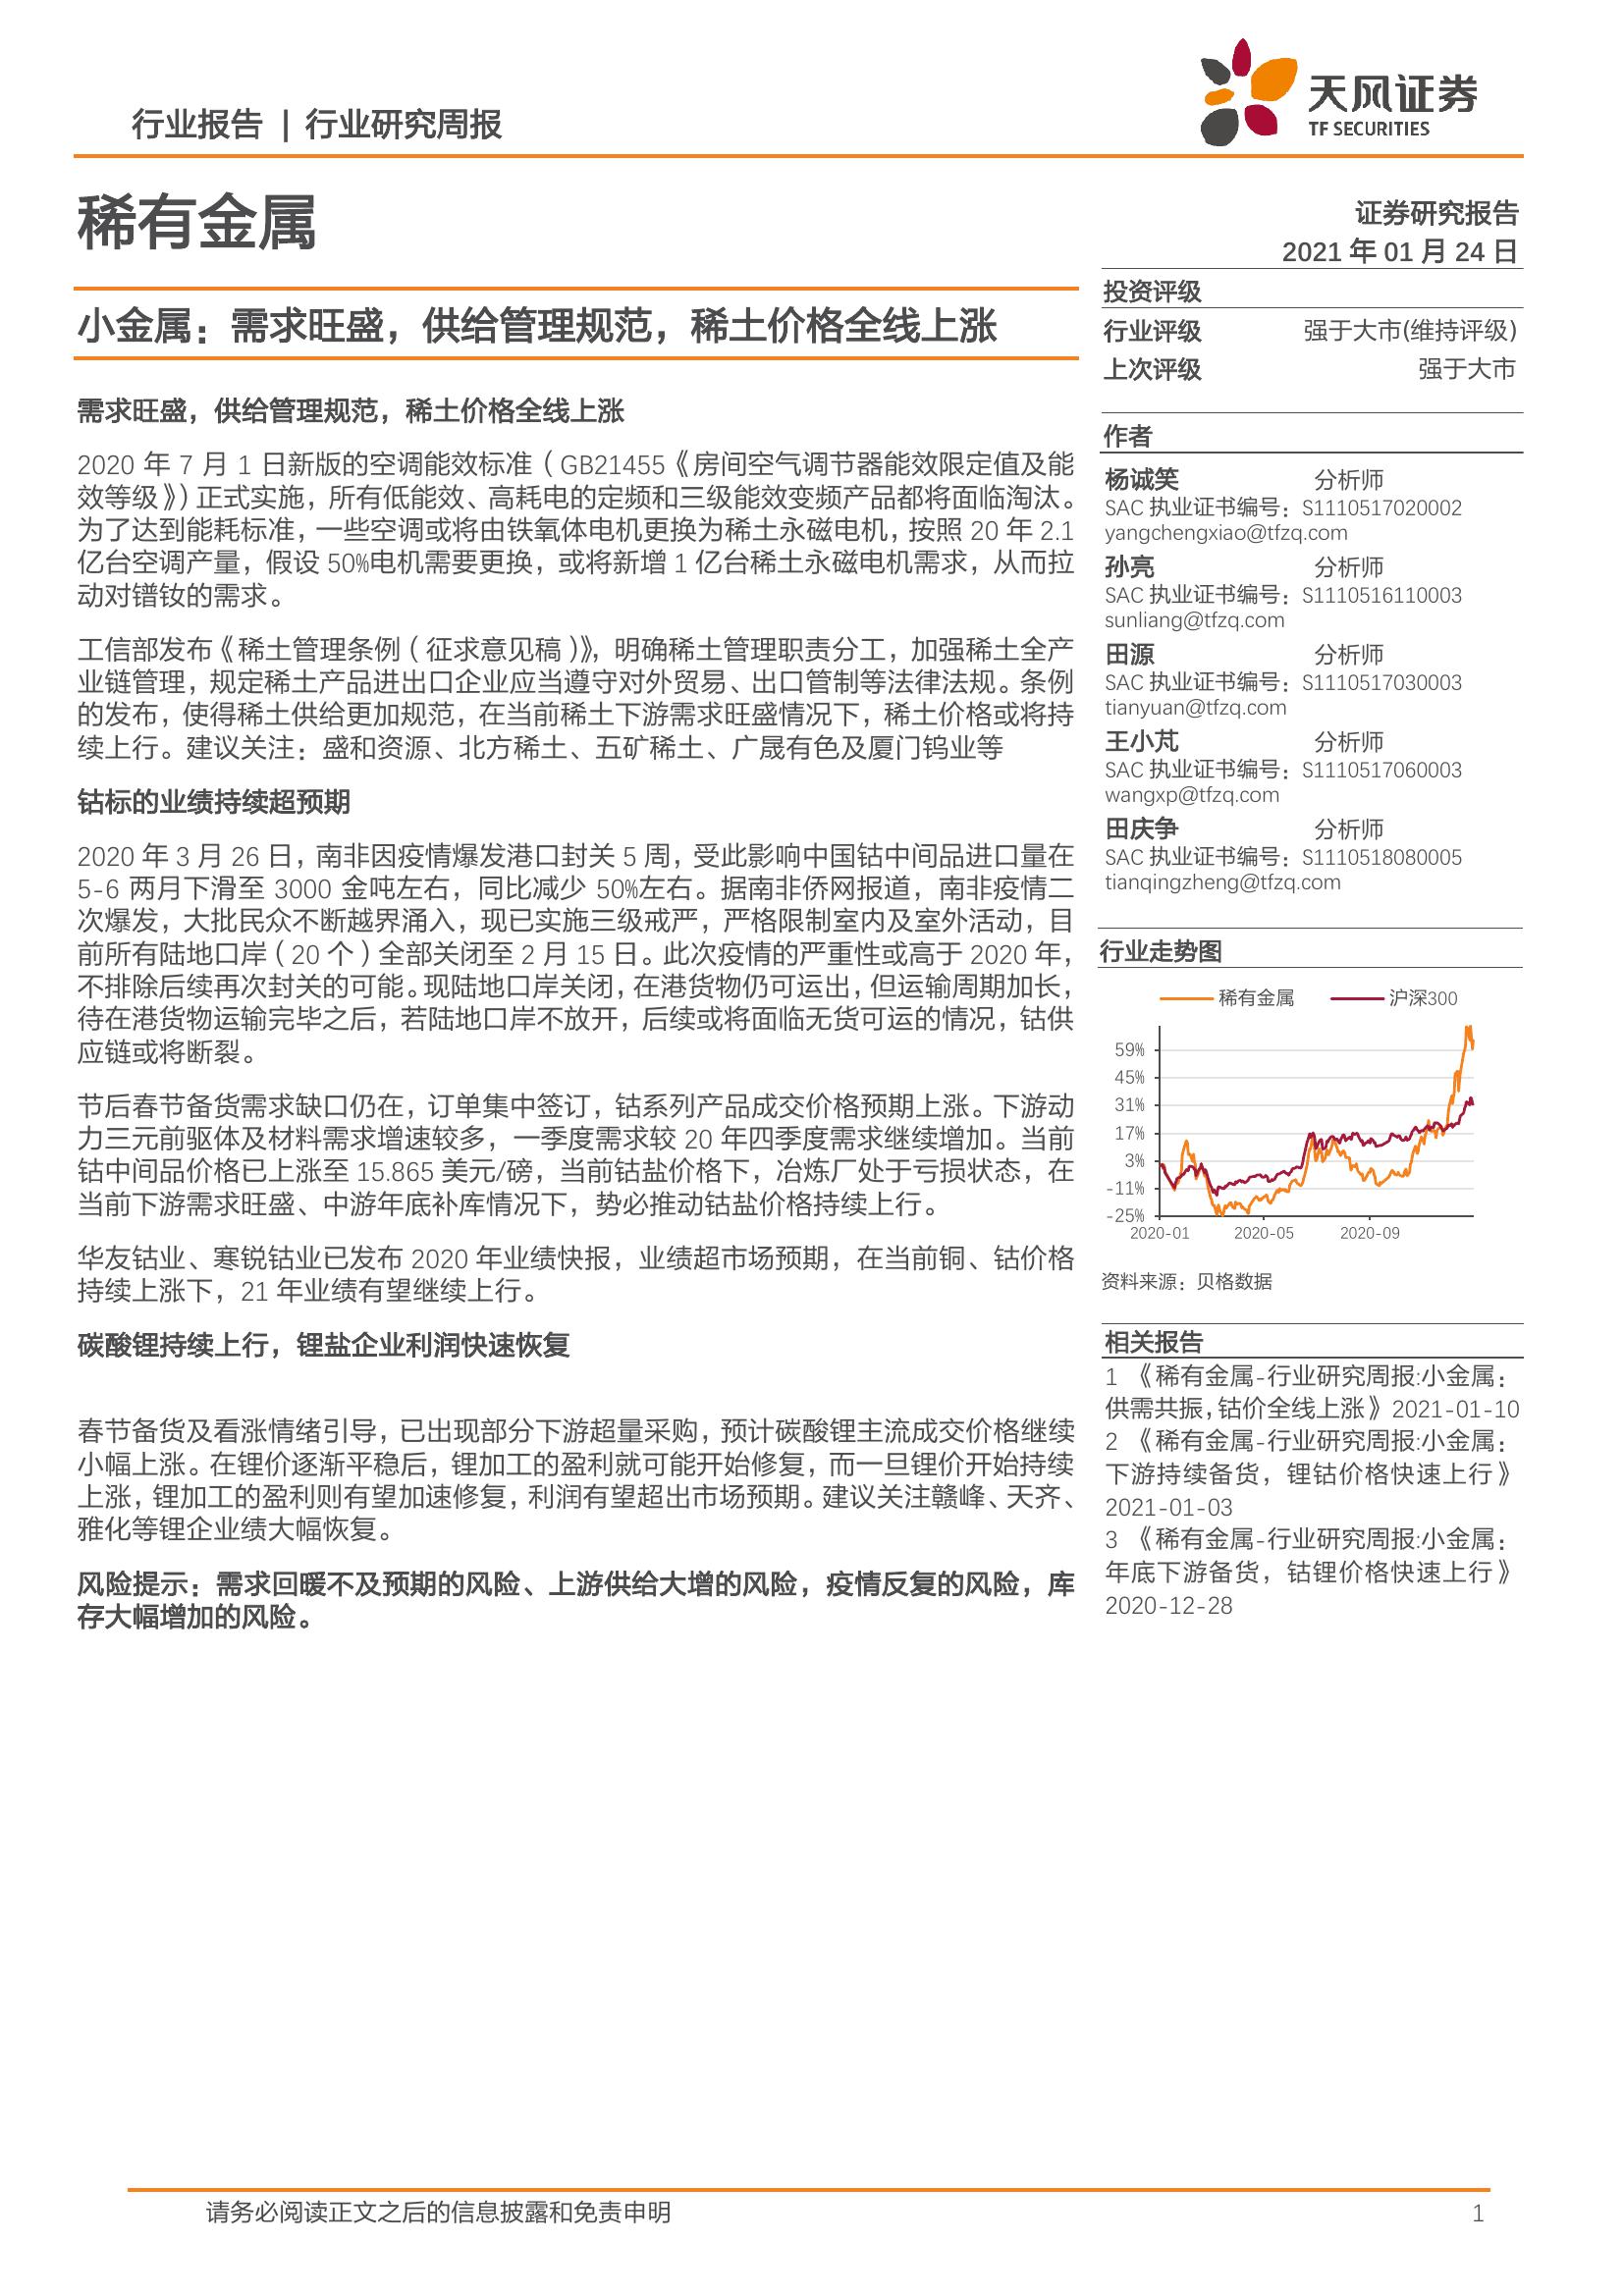 行业报告 | 行业研究周报
天风证券
TF SECURITIES
稀有金属
证券研究报告
2021 年 01 月 24 日
小金属：需求旺盛，供给管理规范，稀土价格全线上涨
需求旺盛，供给管理规范，稀土价格全线上涨
2020 年 7 月 1 日新版的空调能效标准（GB21455《房间空气调节器能效限定值及能
效等级》）正式实施，所有低能效、高耗电的定频和三级能效变频产品都将面临淘汰。
为了达到能耗标准，一些空调或将由铁氧体电机更换为稀土永磁电机，按照 20 年 2.1
亿台空调产量，假设 50%电机需要更换，或将新增 1 亿台稀土永磁电机需求，从而拉
动对镨钕的需求。
工信部发布《稀土管理条例（征求意见稿）》，明确稀土管理职责分工，加强稀土全产
业链管理，规定稀土产品进出口企业应当遵守对外贸易、出口管制等法律法规。条例
的发布，使得稀土供给更加规范，在当前稀土下游需求旺盛情况下，稀土价格或将持
续上行。建议关注：盛和资源、北方稀土、五矿稀土、广晟有色及厦门钨业等
钴标的业绩持续超预期
2020 年 3 月 26 日，南非因疫情爆发港口封关 5 周，受此影响中国钴中间品进口量在
5-6 两月下滑至 3000 金吨左右，同比减少 50%左右。据南非侨网报道，南非疫情二
次爆发，大批民众不断越界涌入，现已实施三级戒严，严格限制室内及室外活动，目
前所有陆地口岸（20 个）全部关闭至 2 月 15 日。此次疫情的严重性或高于 2020 年，
不排除后续再次封关的可能。现陆地口岸关闭，在港货物仍可运出，但运输周期加长，
待在港货物运输完毕之后，若陆地口岸不放开，后续或将面临无货可运的情况，钴供
应链或将断裂。
节后春节备货需求缺口仍在，订单集中签订，钴系列产品成交价格预期上涨。下游动
力三元前驱体及材料需求增速较多，一季度需求较 20 年四季度需求继续增加。当前
钴中间品价格已上涨至 15.865 美元/磅，当前钴盐价格下，冶炼厂处于亏损状态，在
当前下游需求旺盛、中游年底补库情况下，势必推动钴盐价格持续上行。
华友钴业、寒锐钴业已发布 2020 年业绩快报，业绩超市场预期，在当前铜、钴价格
持续上涨下，21 年业绩有望继续上行。
碳酸锂持续上行，锂盐企业利润快速恢复
春节备货及看涨情绪引导，已出现部分下游超量采购，预计碳酸锂主流成交价格继续
小幅上涨。在锂价逐渐平稳后，锂加工的盈利就可能开始修复，而一旦锂价开始持续
上涨，锂加工的盈利则有望加速修复，利润有望超出市场预期。建议关注赣峰、天齐、
雅化等锂企业绩大幅恢复。
风险提示：需求回暖不及预期的风险、上游供给大增的风险，疫情反复的风险，库
存大幅增加的风险。
投资评级
行业评级 强于大市(维持评级)
上次评级 强于大市
作者
杨诚笑 分析师
SAC 执业证书编号：S1110517020002
yangchengxiao@tfzq.com
孙亮 分析师
SAC 执业证书编号：S1110516110003
sunliang@tfzq.com
田源 分析师
SAC 执业证书编号：S1110517030003
tianyuan@tfzq.com
王小芃 分析师
SAC 执业证书编号：S1110517060003
wangxp@tfzq.com
田庆争 分析师
SAC 执业证书编号：S1110518080005
tianqingzheng@tfzq.com
行业走势图
稀有金属 沪深300
59%
45%
31%
17%
3%
-11%
-25%
2020-01 2020-05 2020-09
资料来源：贝格数据
相关报告
1 《稀有金属-行业研究周报:小金属：
供需共振，钴价全线上涨》2021-01-10
2 《稀有金属-行业研究周报:小金属：
下游持续备货，锂钴价格快速上行》
2021-01-03
3 《稀有金属-行业研究周报:小金属：
年底下游备货，钴锂价格快速上行》
2020-12-28
请务必阅读正文之后的信息披露和免责申明 1